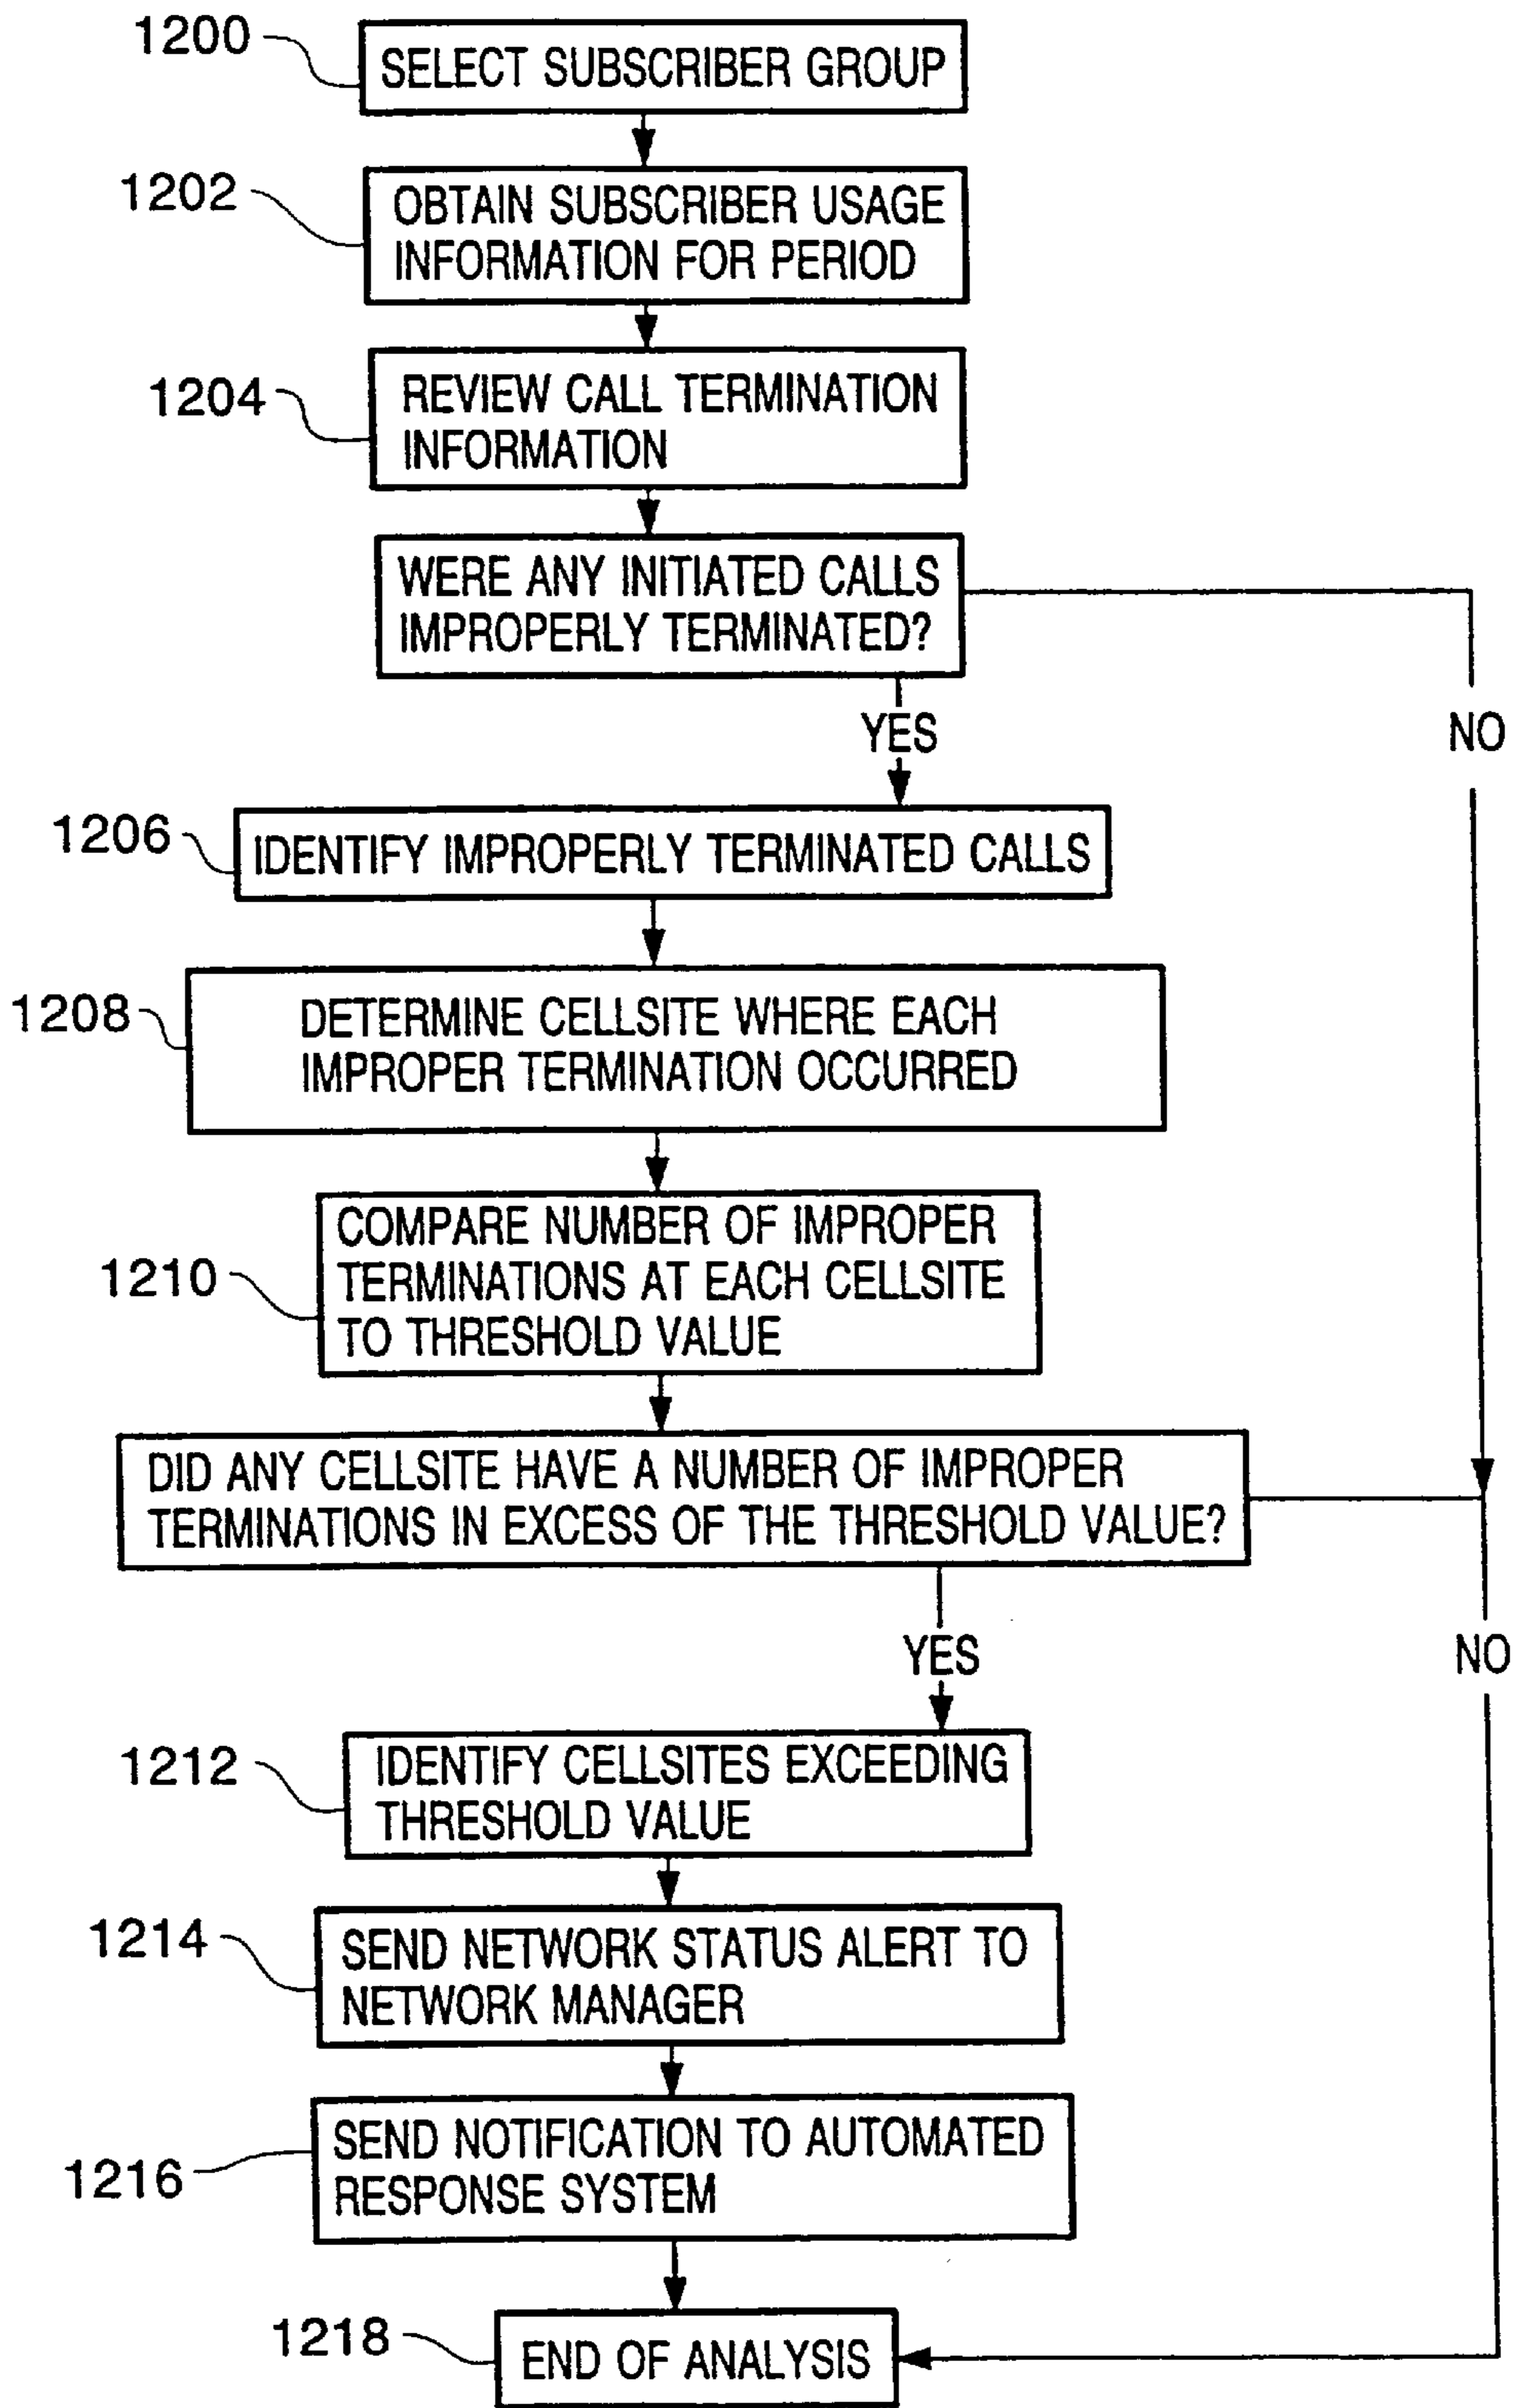 1200
SELECT SUBSCRIBER GROUP
1202
OBTAIN SUBSCRIBER USAGE
INFORMATION FOR PERIOD
1204
REVIEW CALL TERMINATION
INFORMATION
WERE ANY INITIATED CALLS
IMPROPERLY TERMINATED?
YES
NO
1206
IDENTIFY IMPROPERLY TERMINATED CALLS
1208
DETERMINE CELLSITE WHERE EACH
IMPROPER TERMINATION OCCURRED
1210
COMPARE NUMBER OF IMPROPER
TERMINATIONS AT EACH CELLSITE
TO THRESHOLD VALUE
DID ANY CELLSITE HAVE A NUMBER OF IMPROPER
TERMINATIONS IN EXCESS OF THE THRESHOLD VALUE?
YES
NO
1212
IDENTIFY CELLSITES EXCEEDING
THRESHOLD VALUE
1214
SEND NETWORK STATUS ALERT TO
NETWORK MANAGER
1216
SEND NOTIFICATION TO AUTOMATED
RESPONSE SYSTEM
1218
END OF ANALYSIS